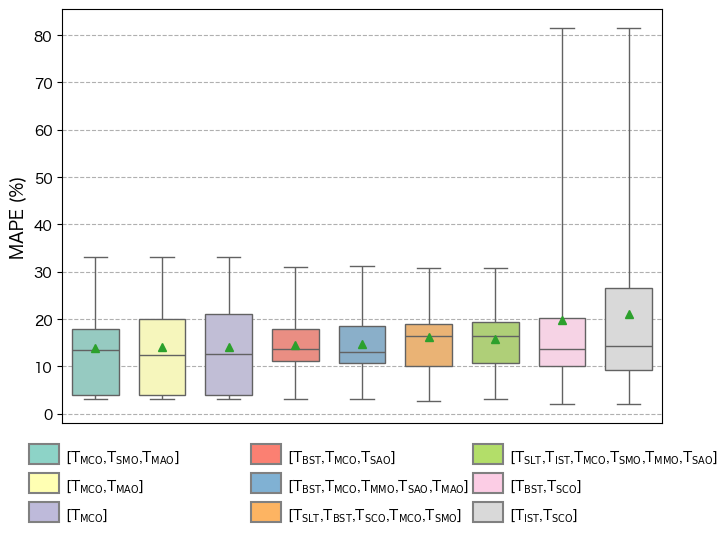 MAPE (%)
80
70
60
50
40
30
20
10
0
[T_MCO,T_SMO,T_MAO]
[T_MCO,T_MAO]
[T_MCO]
[T_BST,T_MCO,T_SAO]
[T_BST,T_MCO,T_MMO,T_SAO,T_MAO]
[T_SLT,T_BST,T_SCO,T_MCO,T_SMO]
[T_SLT,T_IST,T_MCO,T_SMO,T_MMO,T_SAO]
[T_BST,T_SCO]
[T_IST,T_SCO]